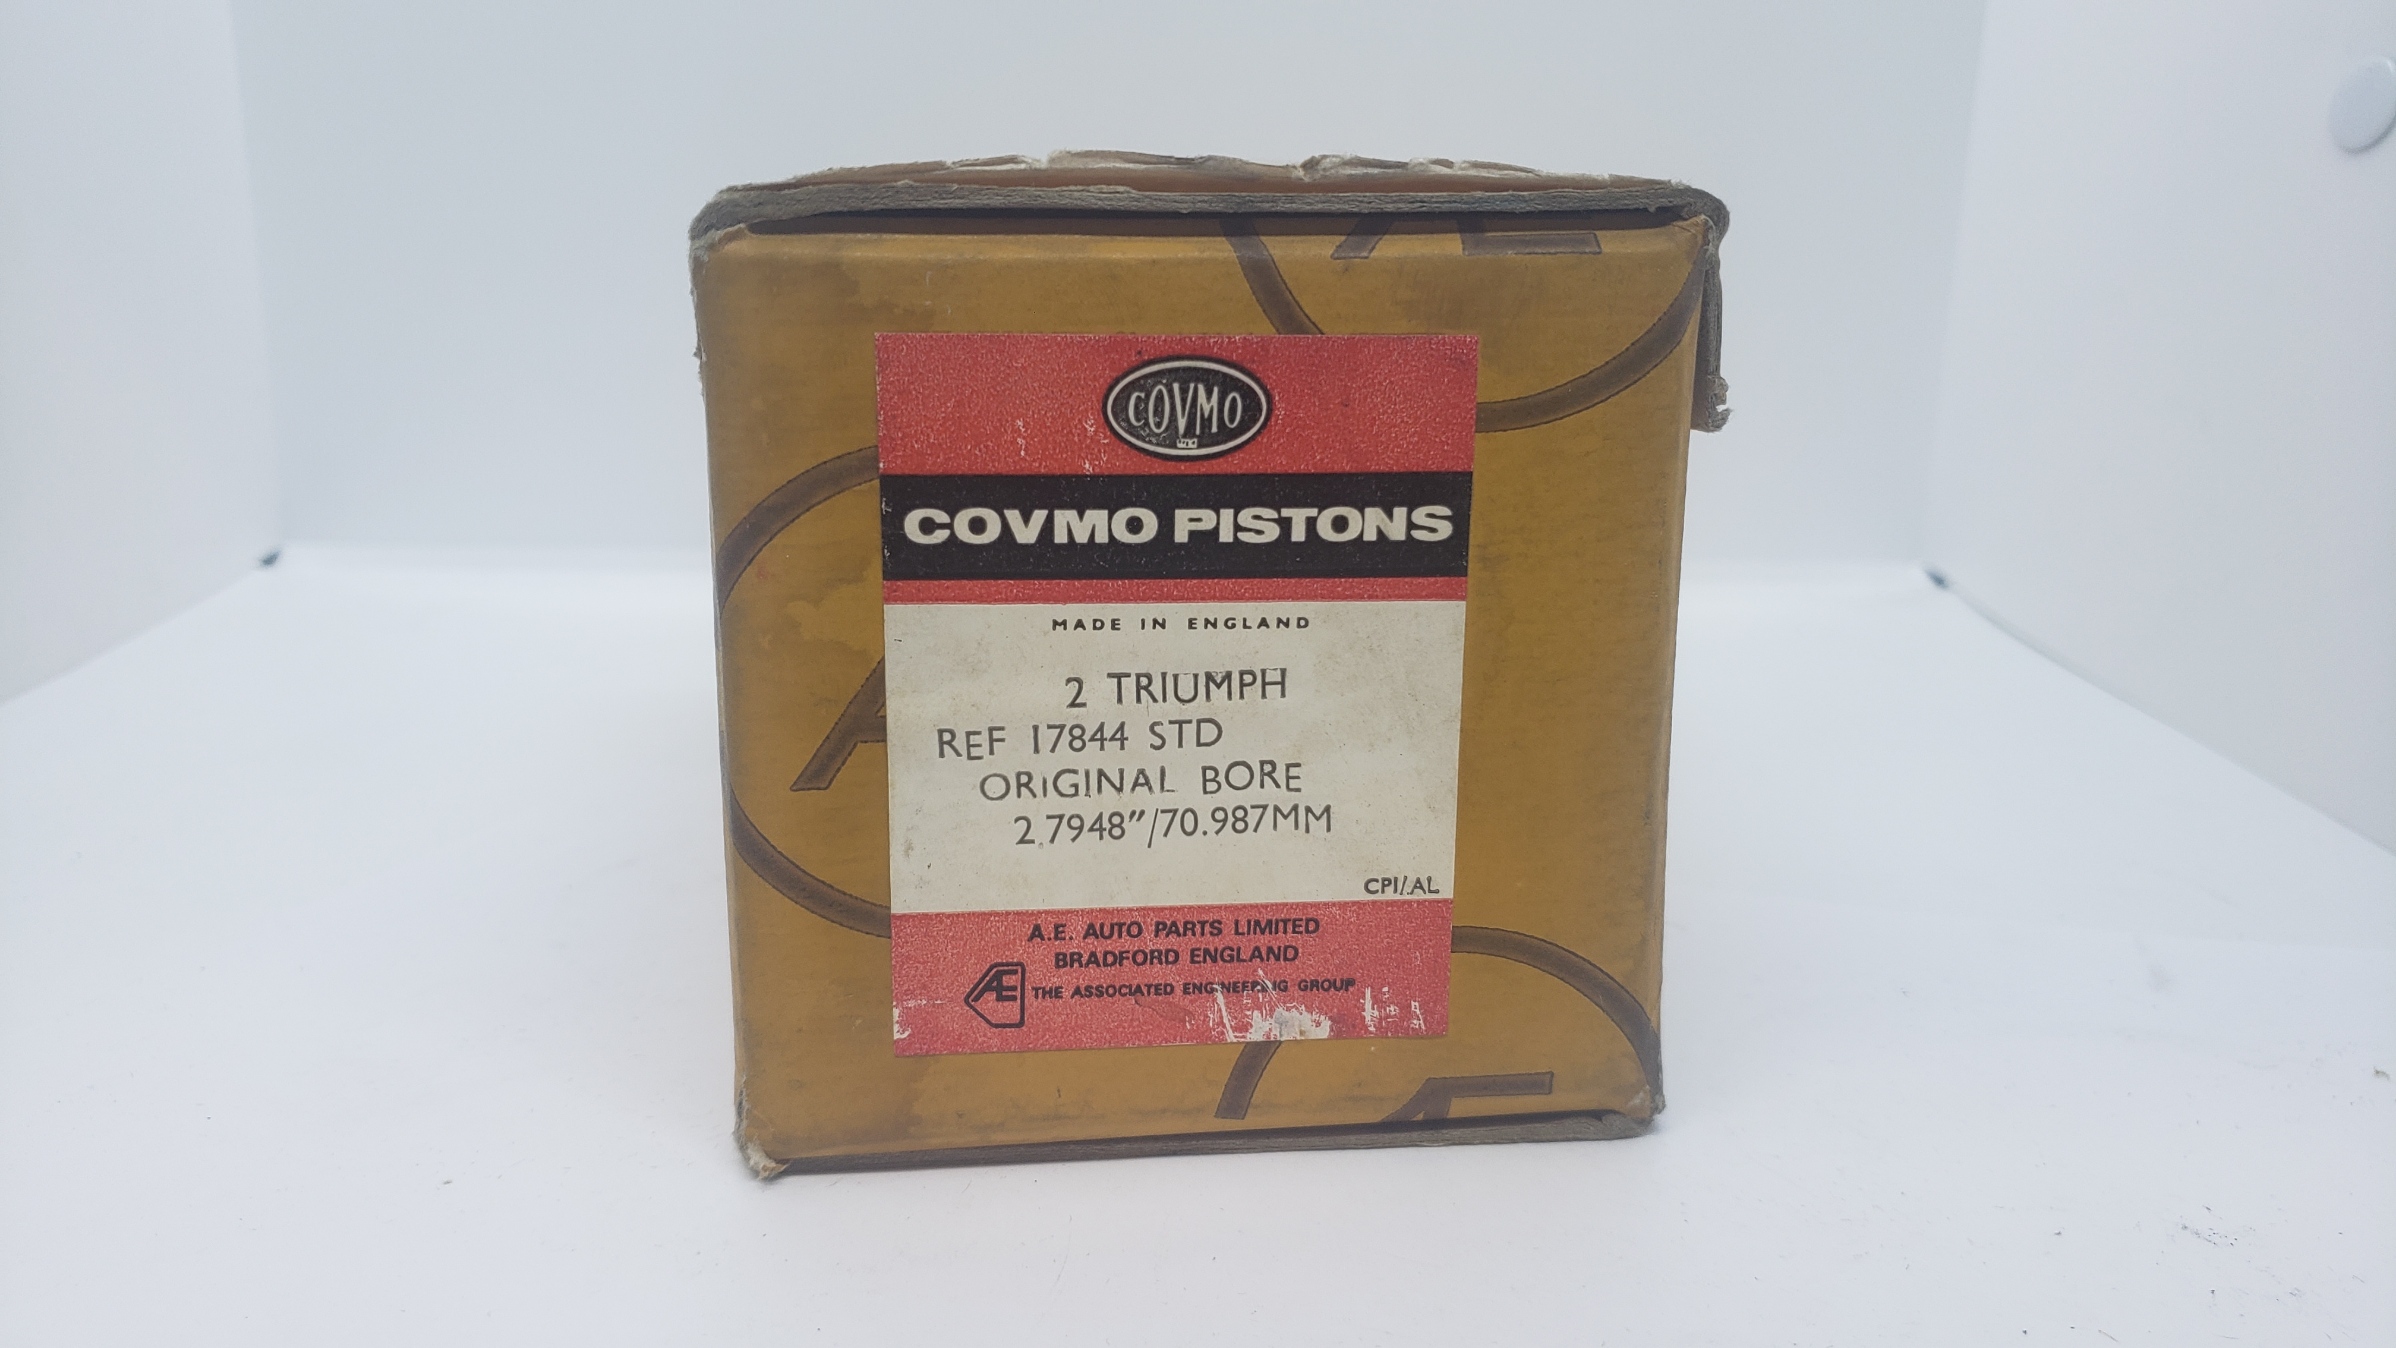 Æ
COVMO
COVMO PISTONS
MADE IN ENGLAND
2 TRIUMPH
REF 17844 STD
ORIGINAL BORE
2.7948″/70.987MM
CPI/AL
A.E. AUTO PARTS LIMITED
BRADFORD ENGLAND
Æ THE ASSOCIATED ENGINEERING GROUP
Æ